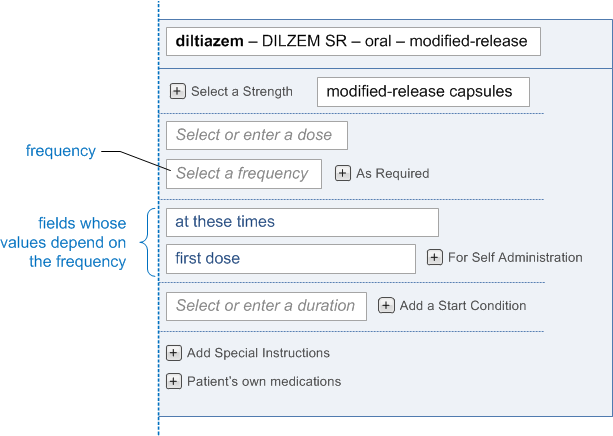 diltiazem – DILZEM SR – oral – modified-release
Select a Strength
modified-release capsules
Select or enter a dose
frequency
Select a frequency
As Required
fields whose
values depend on
the frequency
at these times
first dose
For Self Administration
Select or enter a duration
Add a Start Condition
Add Special Instructions
Patient's own medications